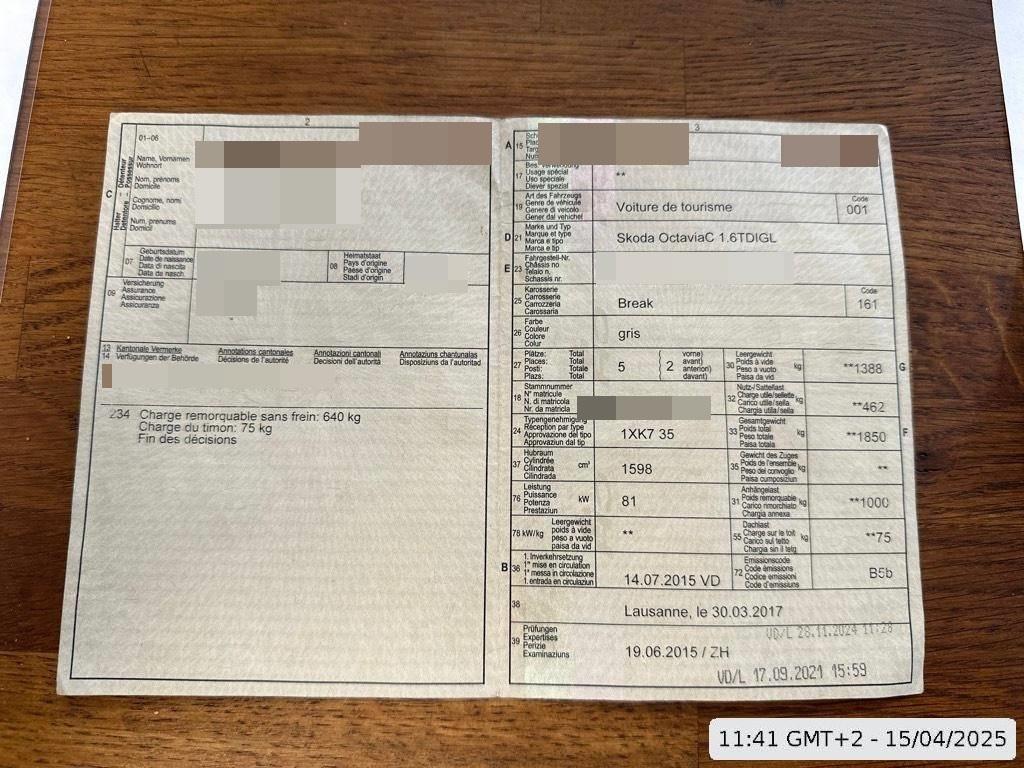 2
01–06
Name, Vornamen
Wohnort
Nom, prénoms
Domicile
Cognome, nomi
Domicilio
Num, prenums
Domicil
C
Halter Détenteur
Detentore Possessur
07
Geburtsdatum
Date de naissance
Data di nascita
Data da nasch.
08
Heimatstaat
Pays d'origine
Paese d'origine
Stadi d'origin
09
Versicherung
Assurance
Assicurazione
Assicuranza
13
14
Kantonale Vermerke
Verfügungen der Behörde
Annotations cantonales
Décisions de l'autorité
Annotazioni cantonali
Decisioni dell'autorità
Annotaziuns chantunalas
Disposiziuns da l'autoritad
234 Charge remorquable sans frein: 640 kg
Charge du timon: 75 kg
Fin des décisions
3
A 15
17
Usage spécial
Uso speciale
Diever spezial
**
19
Art des Fahrzeugs
Genre de véhicule
Genere di veicolo
Gener dal vehichel
Voiture de tourisme
Code
001
D 21
Marke und Typ
Marque et type
Marca e tipo
Marca e tip
Skoda OctaviaC 1.6TDIGL
E 23
Fahrgestell-Nr.
Châssis no
Telaio n.
Schassis nr.
25
Karosserie
Carrosserie
Carrozzeria
Carossaria
Break
Code
161
26
Farbe
Couleur
Colore
Colur
gris
27
Plätze: Total
Places: Total
Posti: Totale
Plazs: Total
5
2
vorne)
avant)
anteriori)
davant)
30
Leergewicht
Poids à vide
Peso a vuoto
Paisa da vid
kg
**1388
G
18
Stammnummer
N° matricule
N. di matricola
Nr. da matricla
32
Nutz-/Sattellast
Charge utile/sellette
Carico utile/sella
Chargia utila/sella
kg
**462
24
Typengenehmigung
Réception par type
Approvazione del tipo
Approvaziun dal tip
1XK7 35
33
Gesamtgewicht
Poids total
Peso totale
Paisa totala
kg
**1850
F
37
Hubraum
Cylindrée
Cilindrata
Cilindrada
cm³
1598
35
Gewicht des Zuges
Poids de l'ensemble
Peso del convoglio
Paisa cumposiziun
kg
**
76
Leistung
Puissance
Potenza
Prestaziun
kW
81
31
Anhängelast
Poids remorquable
Carico rimorchiato
Chargia annexa
kg
**1000
78 kW/kg
Leergewicht
poids à vide
peso a vuoto
paisa da vid
**
55
Dachlast
Charge sur le toit
Carico sul tetto
Chargia sin il tetg
kg
**75
B 36
1. Inverkehrsetzung
1re mise en circulation
1a messa in circolazione
1. entrada en circulaziun
14.07.2015 VD
72
Emissionscode
Code émissions
Codice emissioni
Code d'emissiuns
B5b
38
Lausanne, le 30.03.2017
39
Prüfungen
Expertises
Perizie
Examinaziuns
VD/L 28.11.2024 11:28
19.06.2015 / ZH
VD/L 17.09.2021 15:59
11:41 GMT+2 - 15/04/2025